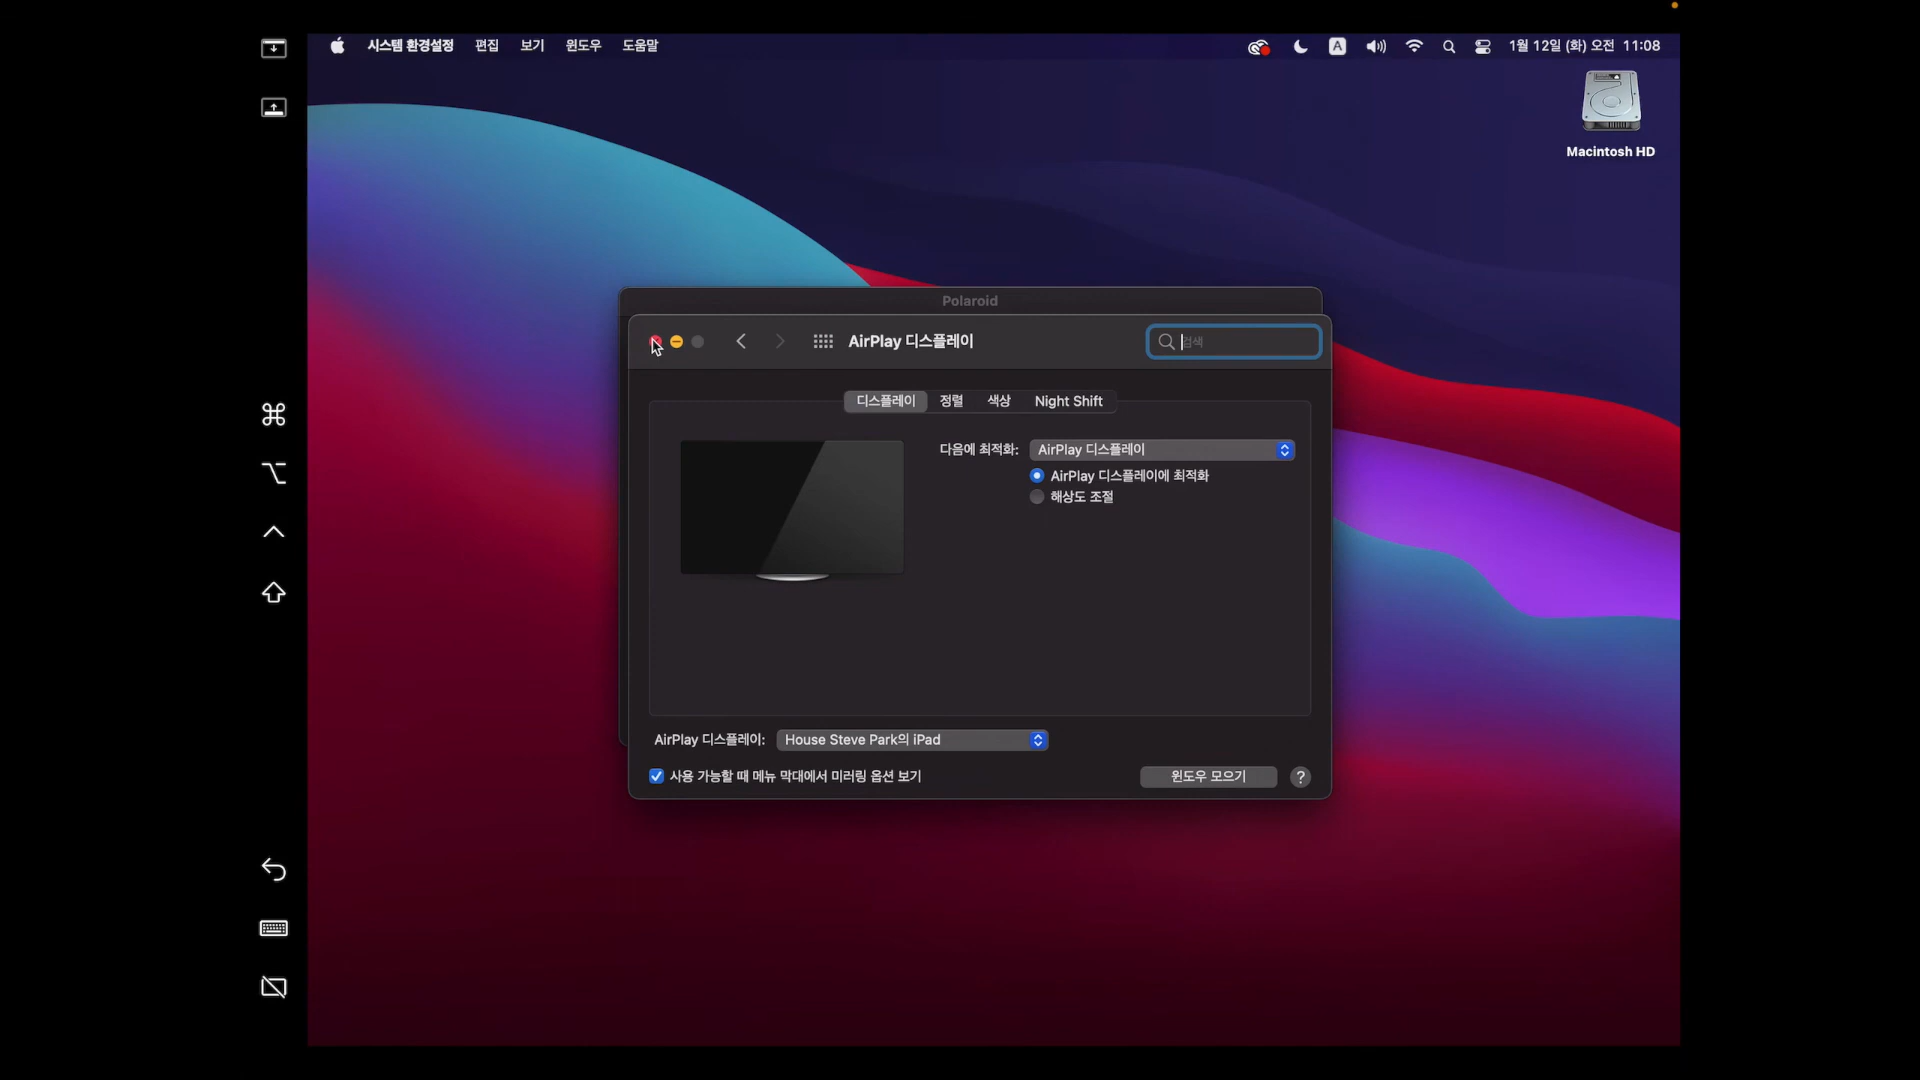 시스템 환경설정 편집 보기 윈도우 도움말 A 1월 12일 (화) 오전 11:08
Macintosh HD
Polaroid
AirPlay 디스플레이 검색
디스플레이 정렬 색상 Night Shift
다음에 최적화: AirPlay 디스플레이
AirPlay 디스플레이에 최적화
해상도 조절
AirPlay 디스플레이: House Steve Park의 iPad
사용 가능할 때 메뉴 막대에서 미러링 옵션 보기 윈도우 모으기 ?